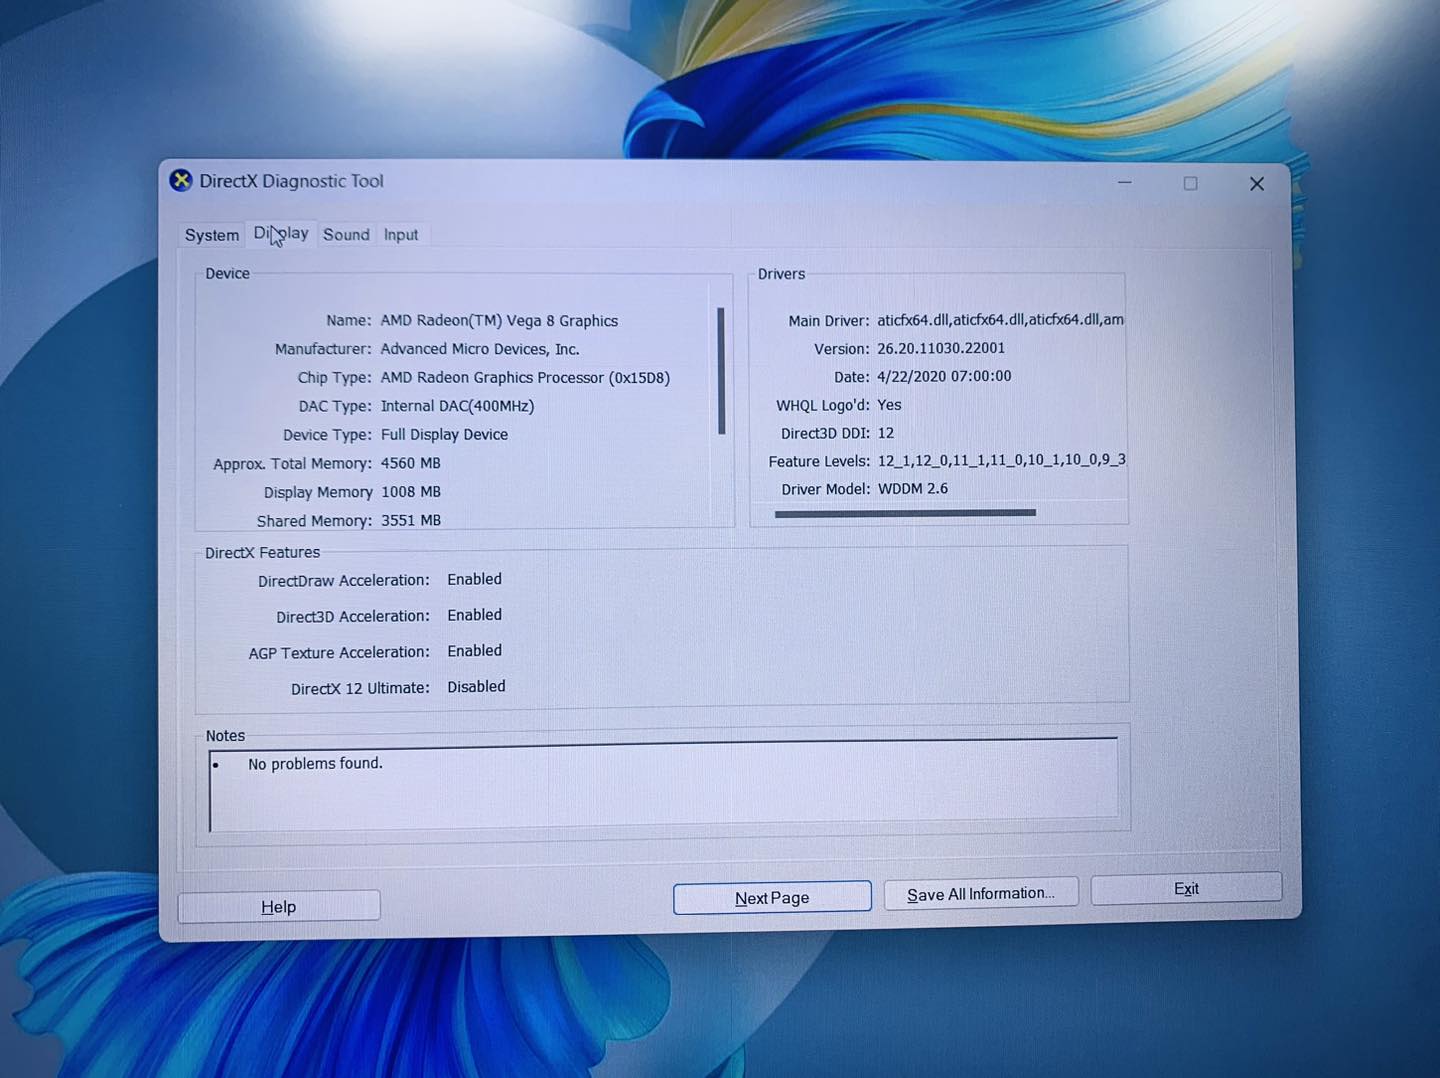 DirectX Diagnostic Tool
System Display Sound Input
Device
Name: AMD Radeon(TM) Vega 8 Graphics
Manufacturer: Advanced Micro Devices, Inc.
Chip Type: AMD Radeon Graphics Processor (0x15D8)
DAC Type: Internal DAC(400MHz)
Device Type: Full Display Device
Approx. Total Memory: 4560 MB
Display Memory 1008 MB
Shared Memory: 3551 MB
Drivers
Main Driver: aticfx64.dll,aticfx64.dll,aticfx64.dll,am
Version: 26.20.11030.22001
Date: 4/22/2020 07:00:00
WHQL Logo'd: Yes
Direct3D DDI: 12
Feature Levels: 12_1,12_0,11_1,11_0,10_1,10_0,9_3
Driver Model: WDDM 2.6
DirectX Features
DirectDraw Acceleration: Enabled
Direct3D Acceleration: Enabled
AGP Texture Acceleration: Enabled
DirectX 12 Ultimate: Disabled
Notes
• No problems found.
Help
Next Page
Save All Information...
Exit